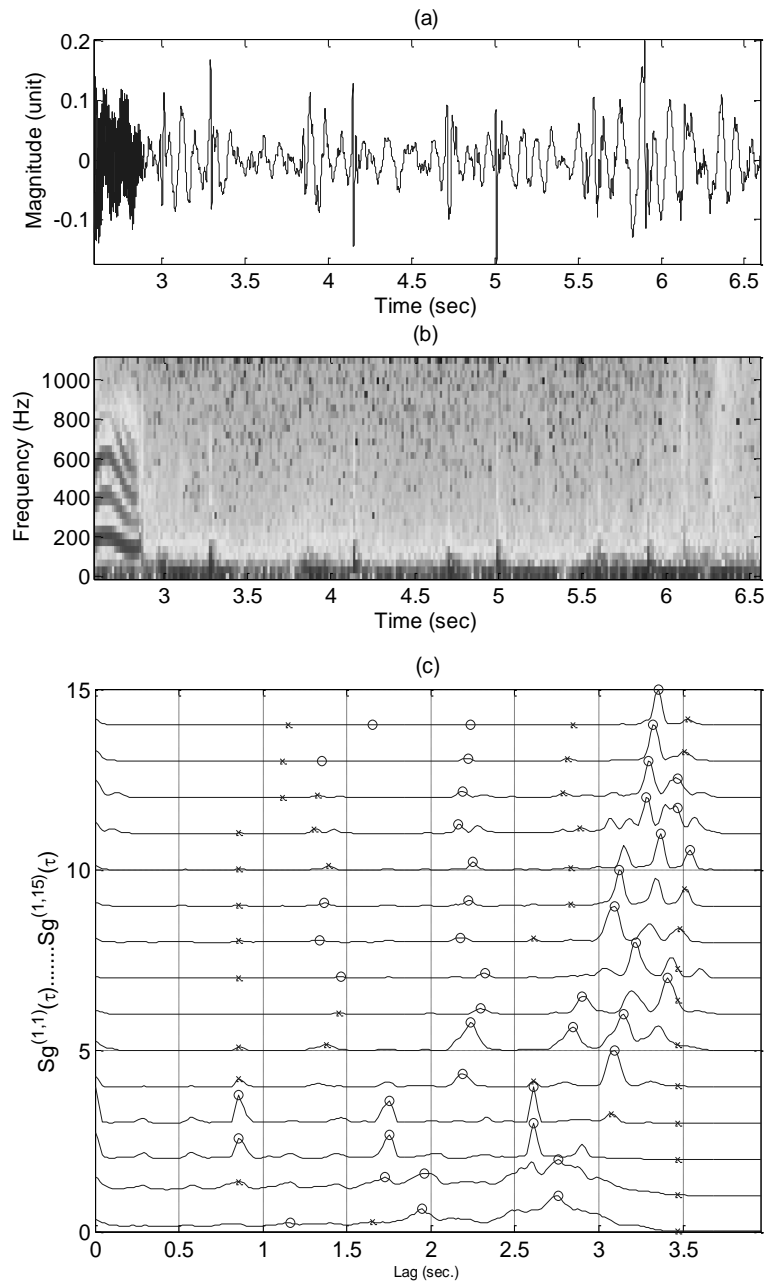 (a)
Magnitude (unit)
0.2
0.1
0
-0.1
3 3.5 4 4.5 5 5.5 6 6.5
Time (sec)
(b)
Frequency (Hz)
1000
800
600
400
200
0
3 3.5 4 4.5 5 5.5 6 6.5
Time (sec)
(c)
Sg(1,1)(τ).......Sg(1,15)(τ)
15
10
5
0
0 0.5 1 1.5 2 2.5 3 3.5
Lag (sec.)